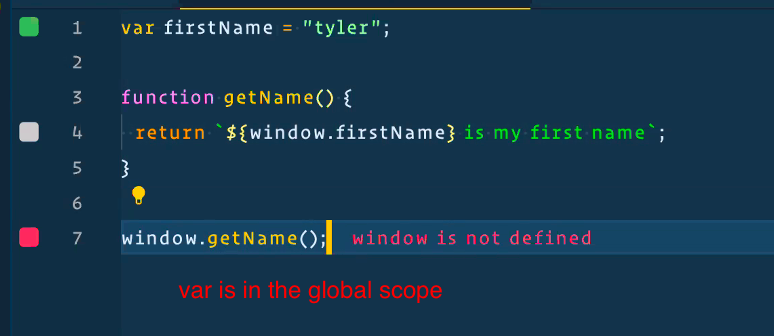 1 var firstName = "tyler";
2
3 function getName() {
4 return `${window.firstName} is my first name`;
5 }
6
7 window.getName(); window is not defined
var is in the global scope